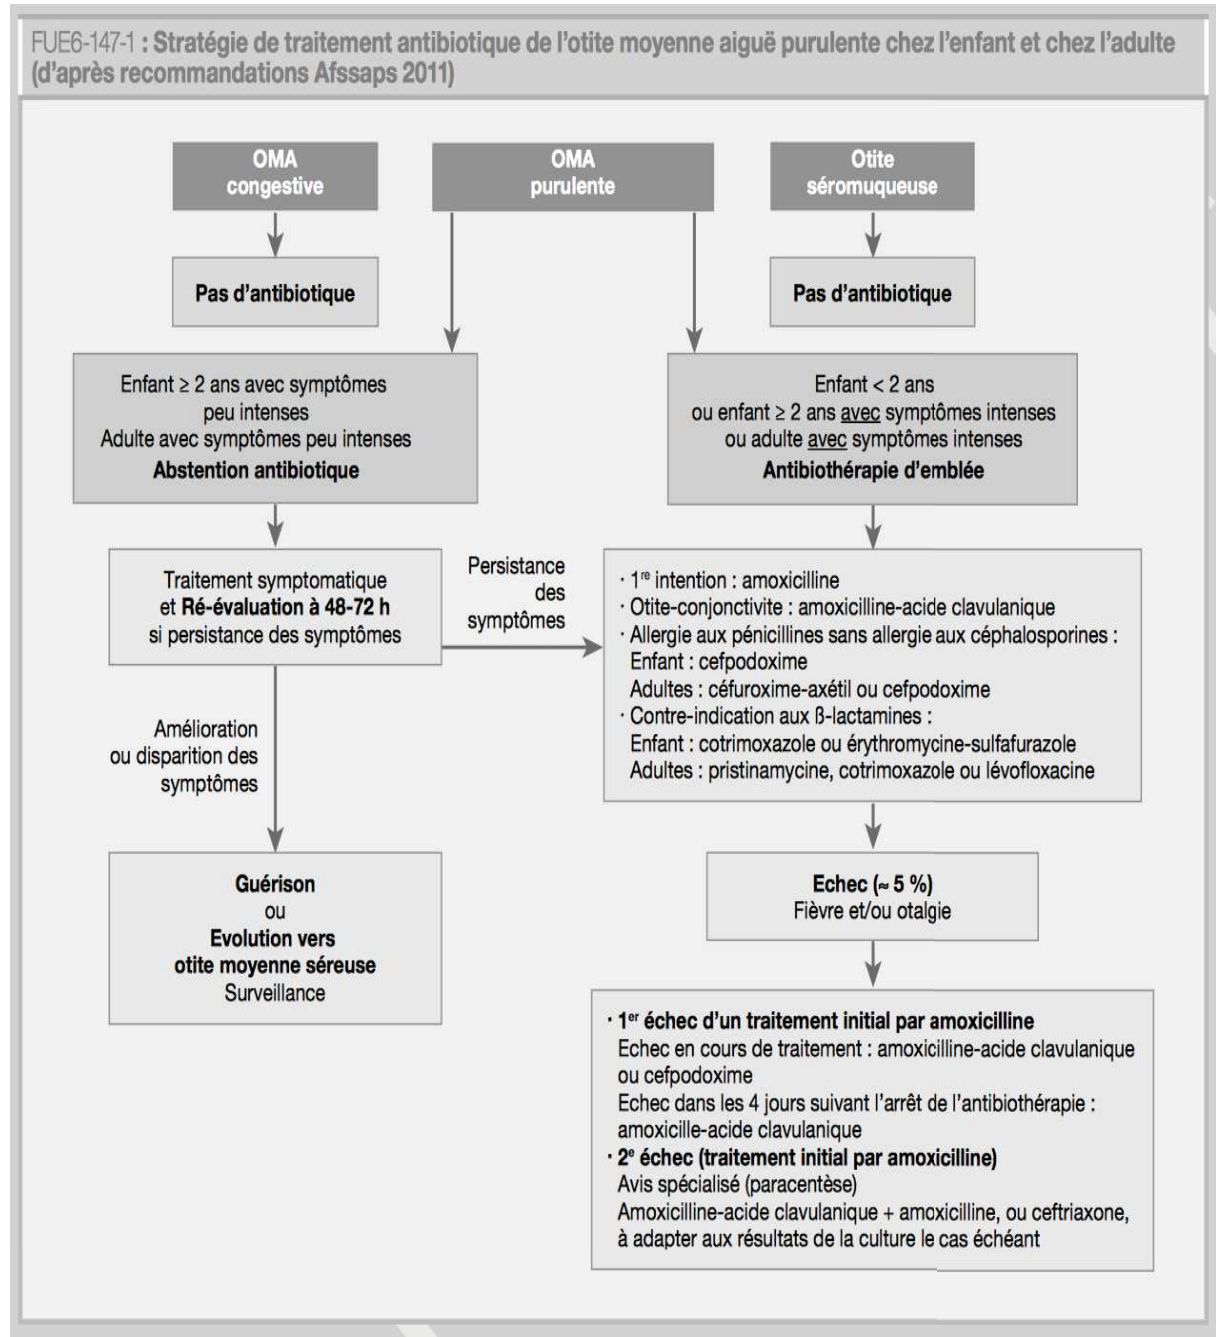 FUE6-147-1 : Stratégie de traitement antibiotique de l'otite moyenne aiguë purulente chez l'enfant et chez l'adulte
(d'après recommandations Afssaps 2011)
OMA
congestive
OMA
purulente
Otite
séromuqueuse
Pas d'antibiotique
Pas d'antibiotique
Enfant ≥ 2 ans avec symptômes
peu intenses
Adulte avec symptômes peu intenses
Abstention antibiotique
Enfant < 2 ans
ou enfant ≥ 2 ans avec symptômes intenses
ou adulte avec symptômes intenses
Antibiothérapie d'emblée
Traitement symptomatique
et Ré-évaluation à 48-72 h
si persistance des symptômes
Persistance
des
symptômes
· 1re intention : amoxicilline
· Otite-conjonctivite : amoxicilline-acide clavulanique
· Allergie aux pénicillines sans allergie aux céphalosporines :
Enfant : cefpodoxime
Adultes : céfuroxime-axétil ou cefpodoxime
· Contre-indication aux ß-lactamines :
Enfant : cotrimoxazole ou érythromycine-sulfafurazole
Adultes : pristinamycine, cotrimoxazole ou lévofloxacine
Amélioration
ou disparition des
symptômes
Guérison
ou
Evolution vers
otite moyenne séreuse
Surveillance
Echec (≈ 5 %)
Fièvre et/ou otalgie
· 1er échec d'un traitement initial par amoxicilline
Echec en cours de traitement : amoxicilline-acide clavulanique
ou cefpodoxime
Echec dans les 4 jours suivant l'arrêt de l'antibiothérapie :
amoxicille-acide clavulanique
· 2e échec (traitement initial par amoxicilline)
Avis spécialisé (paracentèse)
Amoxicilline-acide clavulanique + amoxicilline, ou ceftriaxone,
à adapter aux résultats de la culture le cas échéant